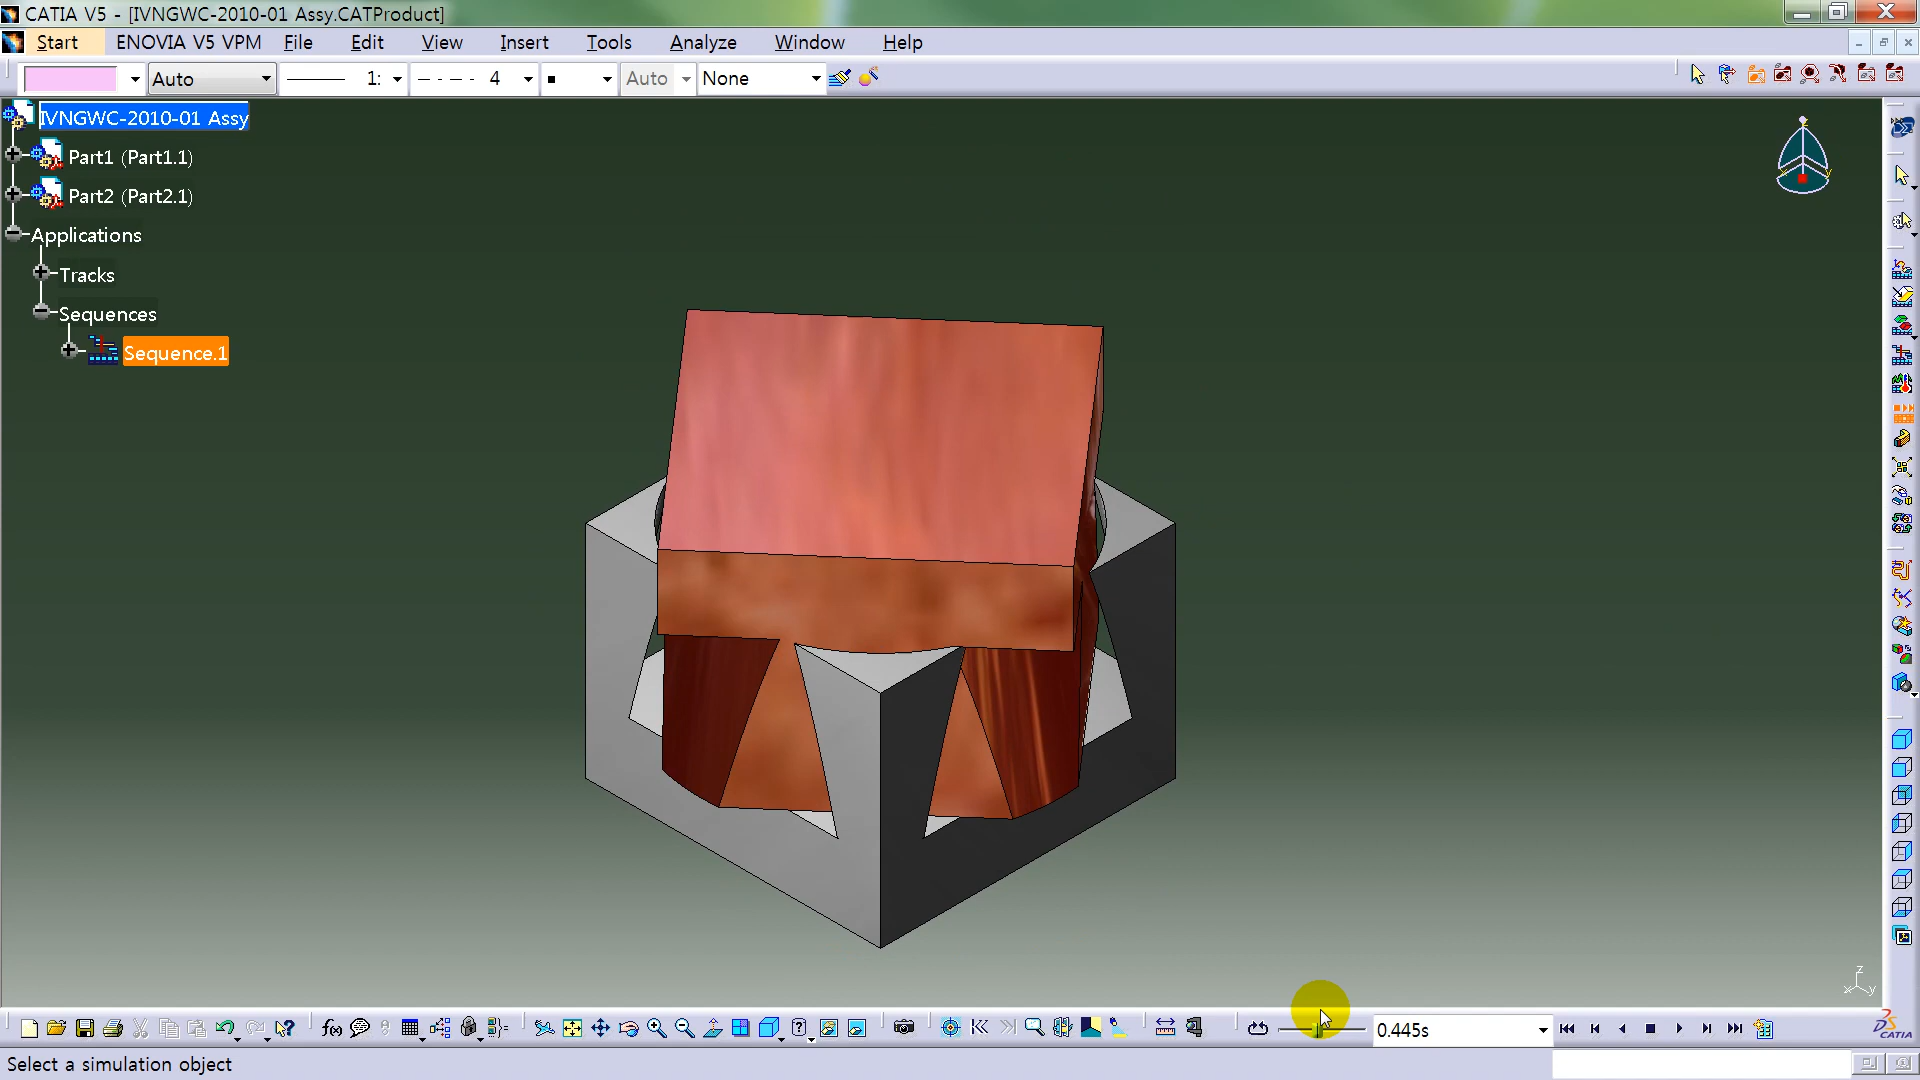 CATIA V5 - [IVNGWC-2010-01 Assy.CATProduct]
Start ENOVIA V5 VPM File Edit View Insert Tools Analyze Window Help
Auto 1: 4 Auto None
IVNGWC-2010-01 Assy
Part1 (Part1.1)
Part2 (Part2.1)
Applications
Tracks
Sequences
Sequence.1
z
x y
f(x) 0.445s
CATIA
Select a simulation object